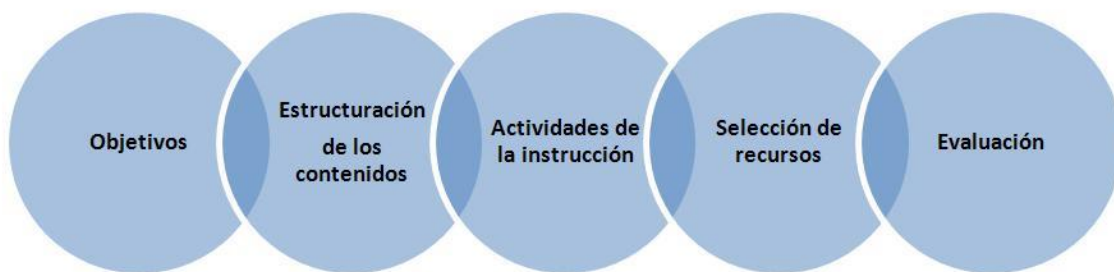 Objetivos
Estructuración
de los
contenidos
Actividades de
la instrucción
Selección de
recursos
Evaluación